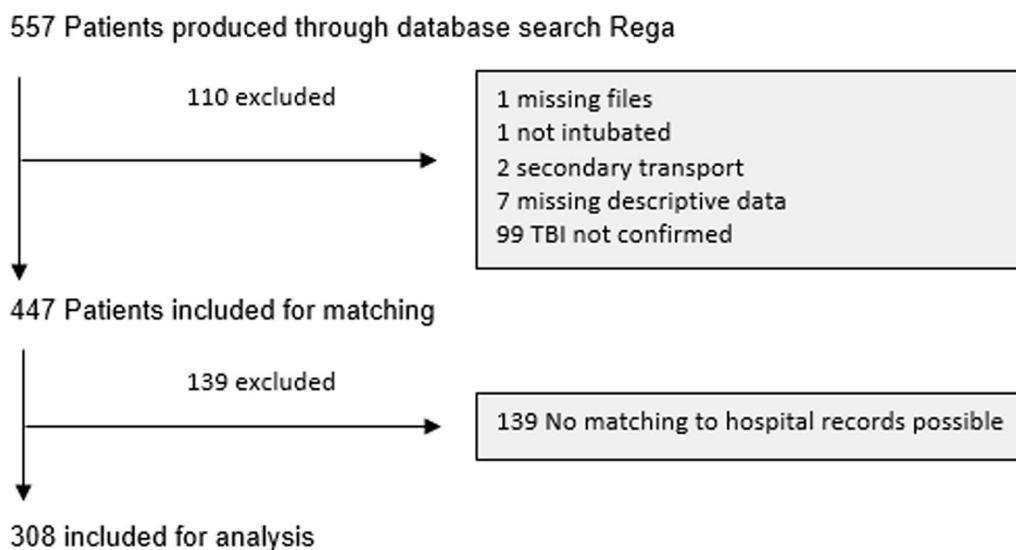 557 Patients produced through database search Rega
110 excluded
1 missing files
1 not intubated
2 secondary transport
7 missing descriptive data
99 TBI not confirmed
447 Patients included for matching
139 excluded
139 No matching to hospital records possible
308 included for analysis